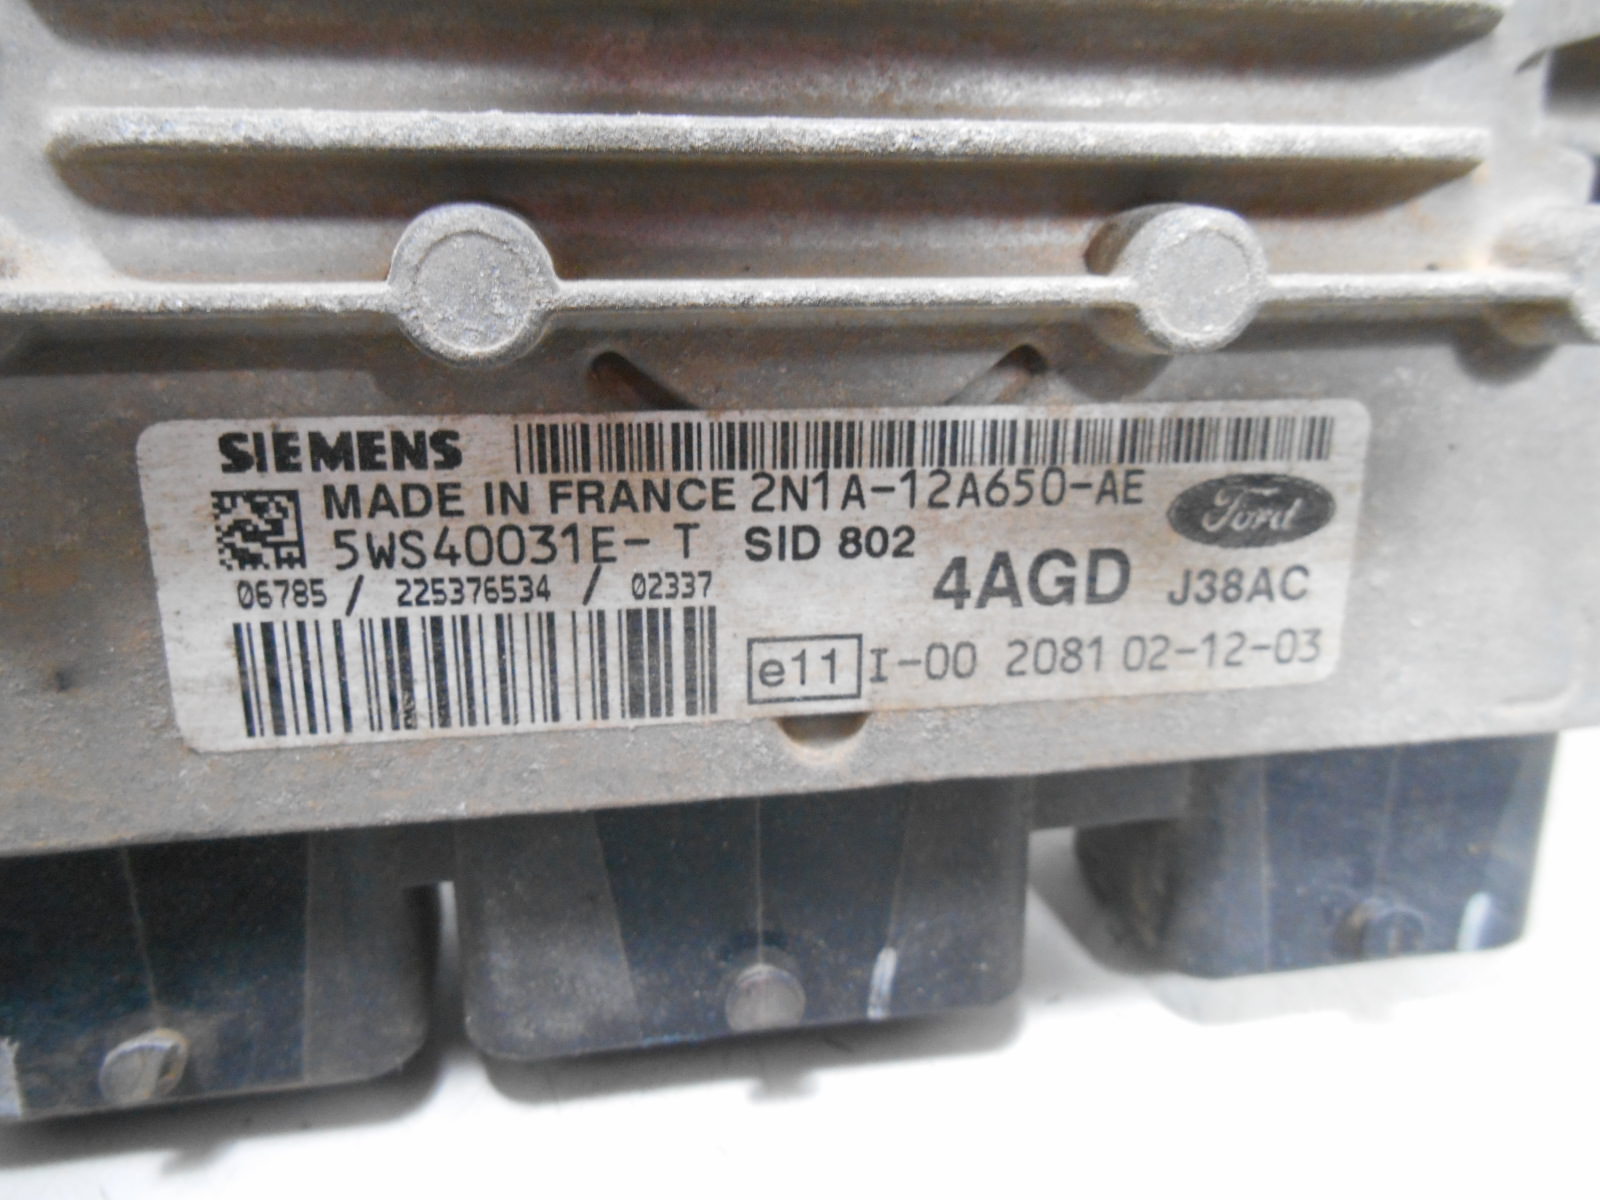 SIEMENS
MADE IN FRANCE 2N1A-12A650-AE
Ford
5WS40031E- T SID 802
06785 / 225376534 / 02337
4AGD J38AC
e11 I-00 2081 02-12-03